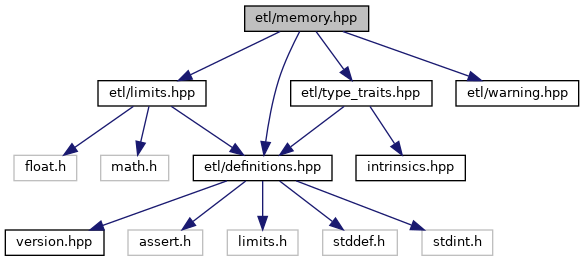 etl/memory.hpp
etl/limits.hpp
etl/type_traits.hpp
etl/warning.hpp
float.h
math.h
etl/definitions.hpp
intrinsics.hpp
version.hpp
assert.h
limits.h
stddef.h
stdint.h